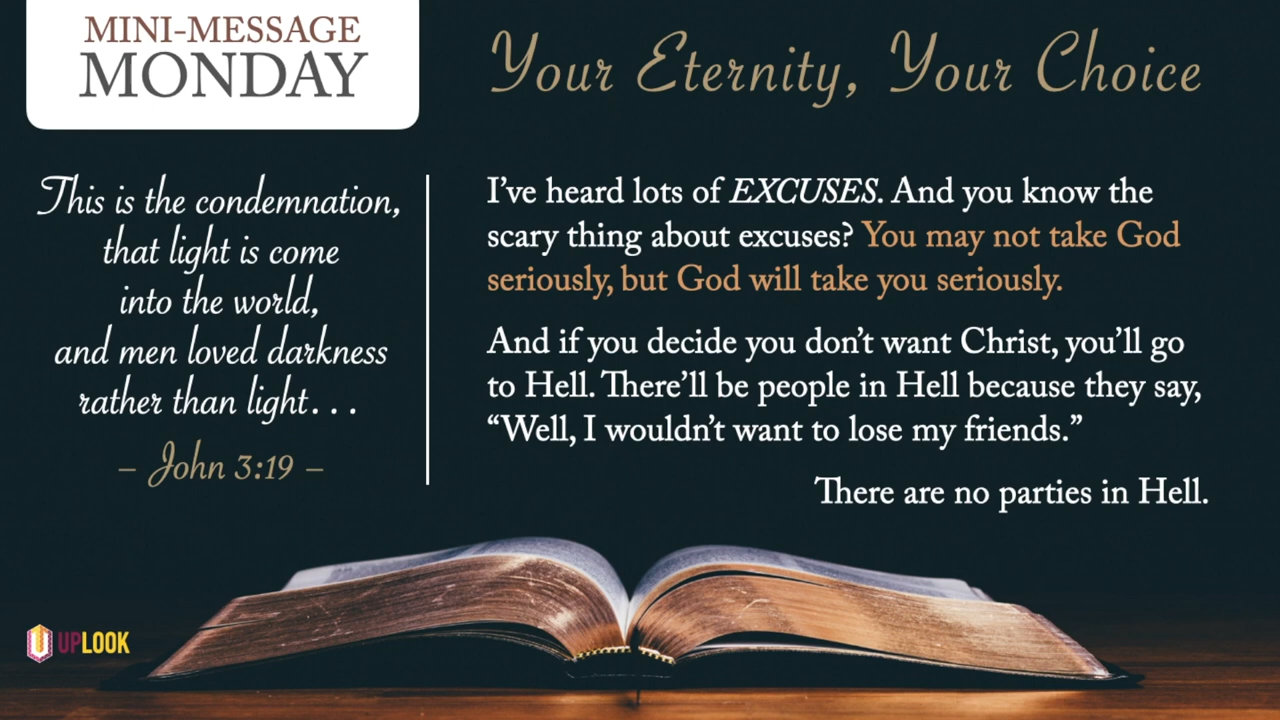 MINI-MESSAGE
MONDAY
Your Eternity, Your Choice
This is the condemnation,
that light is come
into the world,
and men loved darkness
rather than light...
– John 3:19 –
I’ve heard lots of EXCUSES. And you know the
scary thing about excuses? You may not take God
seriously, but God will take you seriously.
And if you decide you don’t want Christ, you’ll go
to Hell. There’ll be people in Hell because they say,
“Well, I wouldn’t want to lose my friends.”
There are no parties in Hell.
UPLOOK